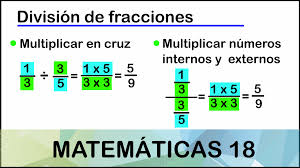 División de fracciones
• Multiplicar en cruz
1/3 ÷ 3/5 = 1 x 5/3 x 3 = 5/9
• Multiplicar números
internos y externos
1/3/3/5 = 1 x 5/3 x 3 = 5/9
MATEMÁTICAS 18